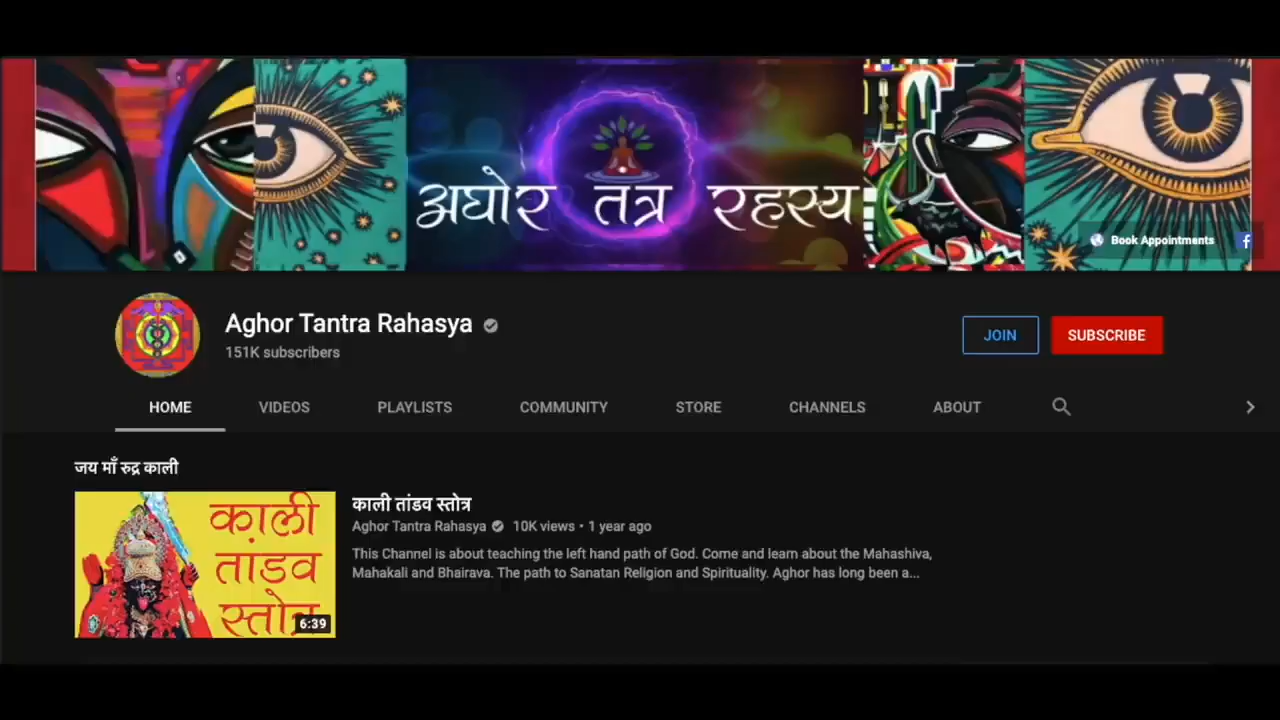 अघोर तत्र रहस्य
Book Appointments
Aghor Tantra Rahasya
151K subscribers
JOIN
SUBSCRIBE
HOME VIDEOS PLAYLISTS COMMUNITY STORE CHANNELS ABOUT
जय माँ रुद्र काली
काली
तांडव
स्तोत्र
6:39
काली तांडव स्तोत्र
Aghor Tantra Rahasya 10K views • 1 year ago
This Channel is about teaching the left hand path of God. Come and learn about the Mahashiva,
Mahakali and Bhairava. The path to Sanatan Religion and Spirituality. Aghor has long been a...